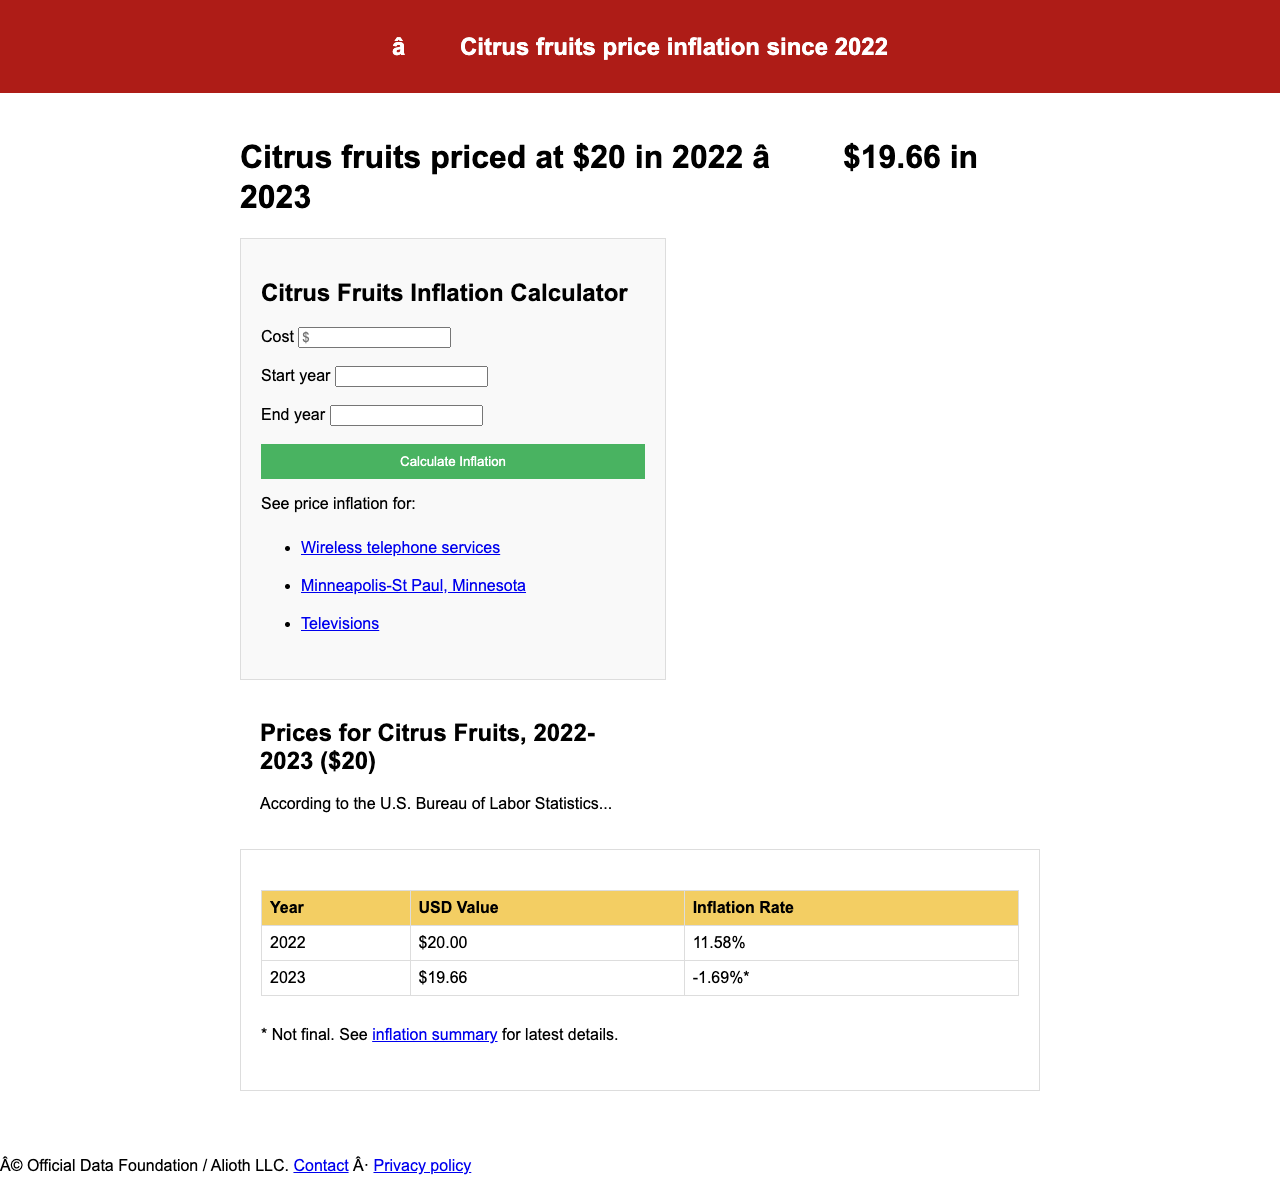 â Citrus fruits price inflation since 2022
Citrus fruits priced at $20 in 2022 â $19.66 in
2023
Citrus Fruits Inflation Calculator
Cost $
Start year
End year
Calculate Inflation
See price inflation for:
• Wireless telephone services
• Minneapolis-St Paul, Minnesota
• Televisions
Prices for Citrus Fruits, 2022-
2023 ($20)
According to the U.S. Bureau of Labor Statistics...
Year USD Value Inflation Rate
2022 $20.00 11.58%
2023 $19.66 -1.69%*
* Not final. See inflation summary for latest details.
Â© Official Data Foundation / Alioth LLC. Contact Â· Privacy policy